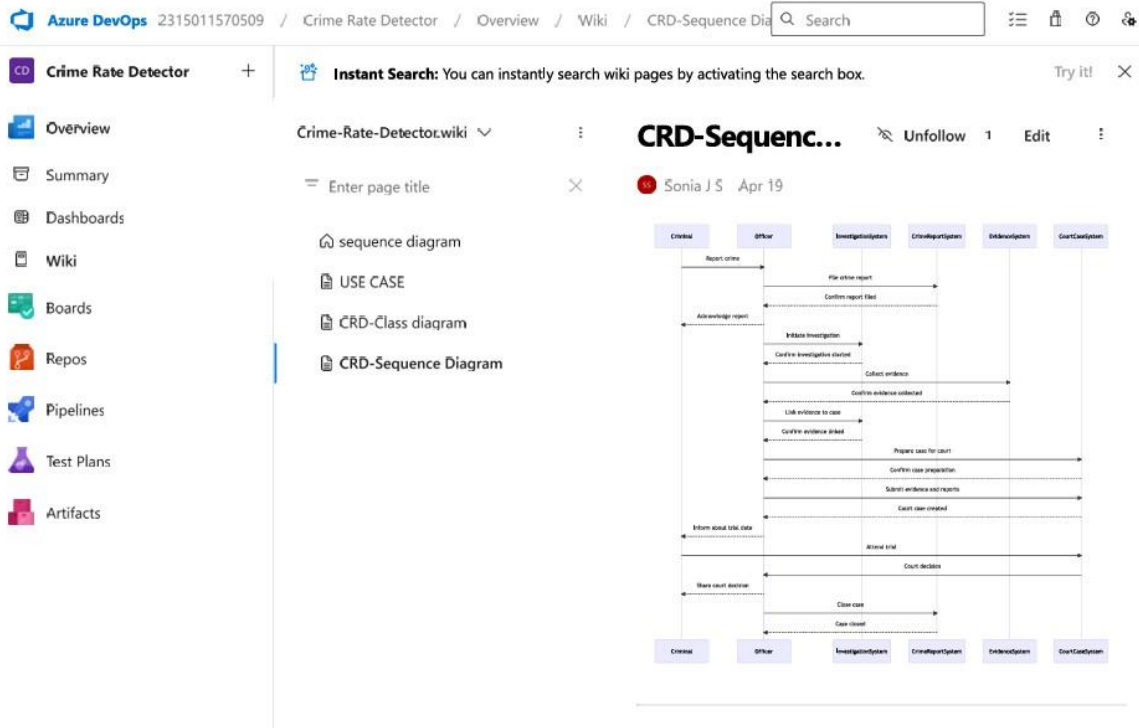 Azure DevOps 2315011570509 / Crime Rate Detector / Overview / Wiki / CRD-Sequence Dia
Search
CD Crime Rate Detector +
Instant Search: You can instantly search wiki pages by activating the search box.
Try it!
Overview
Summary
Dashboards
Wiki
Boards
Repos
Pipelines
Test Plans
Artifacts
Crime-Rate-Detector.wiki
Enter page title
sequence diagram
USE CASE
CRD-Class diagram
CRD-Sequence Diagram
CRD-Sequenc...
Unfollow 1 Edit
SS Sonia J S Apr 19
Criminal Officer InvestigationSystem CrimeReportSystem EvidenceSystem CourtCaseSystem
Report crime
File crime report
Confirm report filed
Acknowledge report
Initiate investigation
Confirm investigation started
Collect evidence
Confirm evidence collected
Link evidence to case
Confirm evidence linked
Prepare case for court
Confirm case preparation
Submit evidence and reports
Court case created
Inform about trial date
Attend trial
Court decision
Share court decision
Close case
Case closed
Criminal Officer InvestigationSystem CrimeReportSystem EvidenceSystem CourtCaseSystem